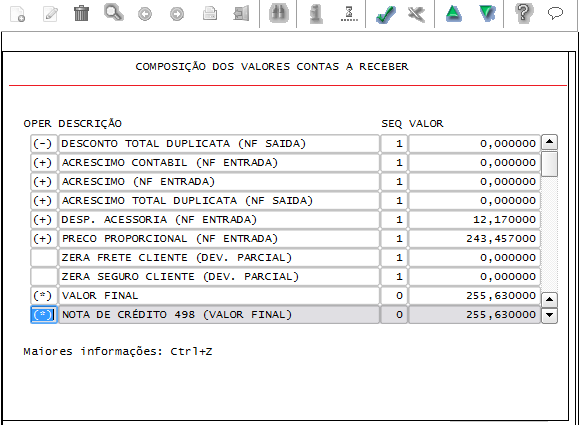 COMPOSIÇÃO DOS VALORES CONTAS A RECEBER
OPER DESCRIÇÃO SEQ VALOR
(-) DESCONTO TOTAL DUPLICATA (NF SAIDA) 1 0,000000
(+) ACRESCIMO CONTABIL (NF ENTRADA) 1 0,000000
(+) ACRESCIMO (NF ENTRADA) 1 0,000000
(+) ACRESCIMO TOTAL DUPLICATA (NF SAIDA) 1 0,000000
(+) DESP. ACESSORIA (NF ENTRADA) 1 12,170000
(+) PRECO PROPORCIONAL (NF ENTRADA) 1 243,457000
ZERA FRETE CLIENTE (DEV. PARCIAL) 1 0,000000
ZERA SEGURO CLIENTE (DEV. PARCIAL) 1 0,000000
(*) VALOR FINAL 0 255,630000
(*) NOTA DE CRÉDITO 498 (VALOR FINAL) 0 255,630000
Maiores informações: Ctrl+Z